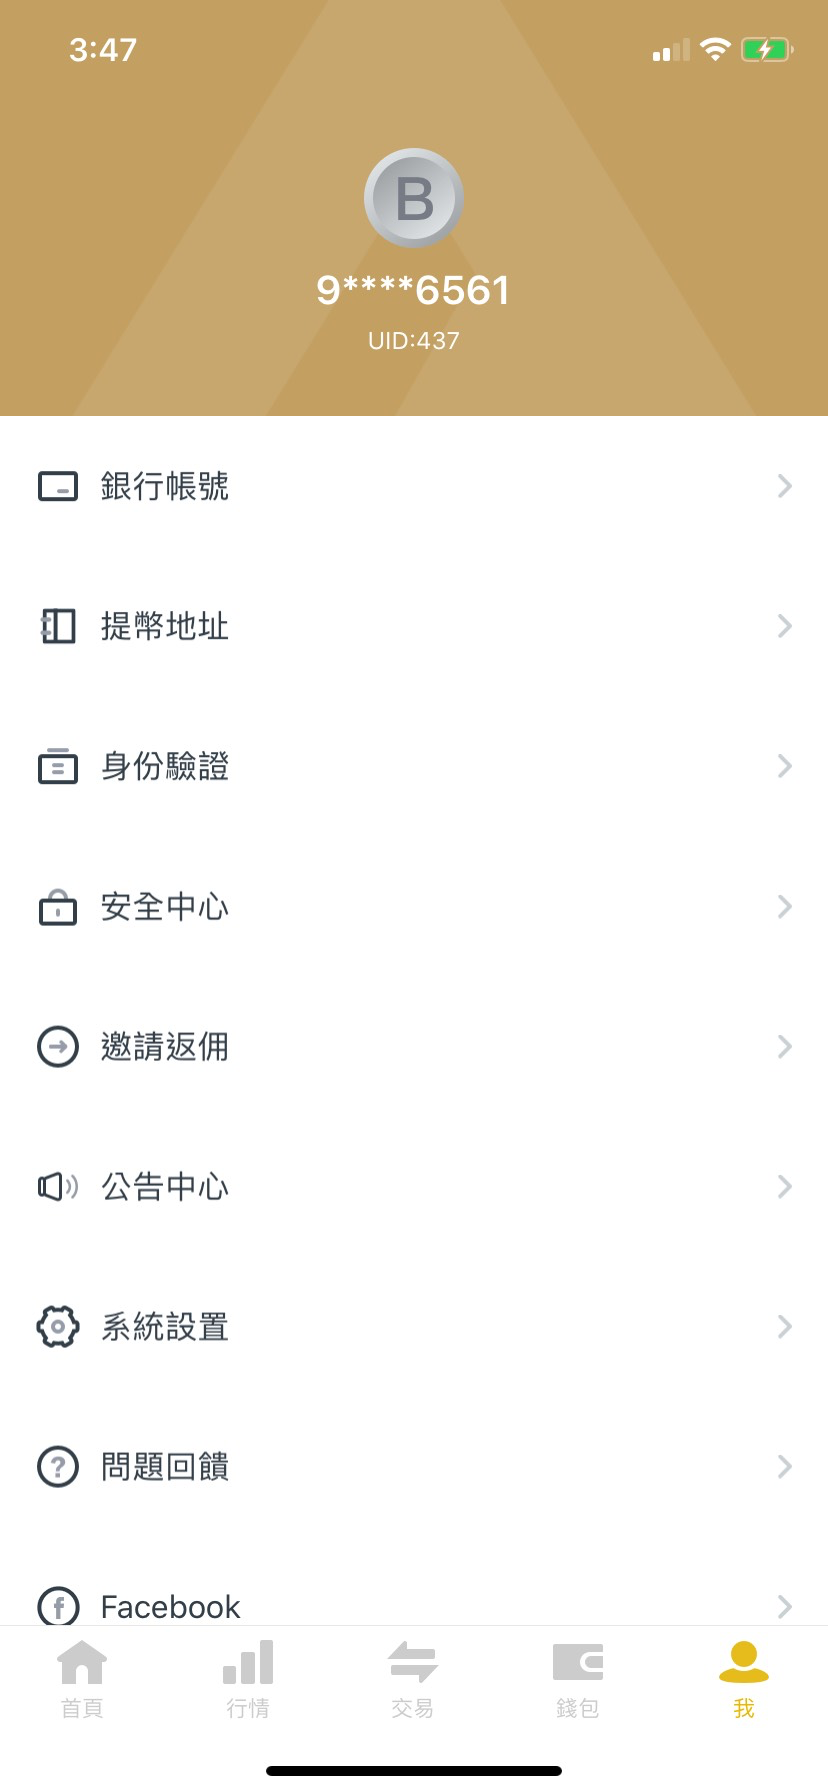 3:47
B
9****6561
UID:437
銀行帳號
提幣地址
身份驗證
安全中心
邀請返佣
公告中心
系統設置
問題回饋
Facebook
首頁
行情
交易
錢包
我